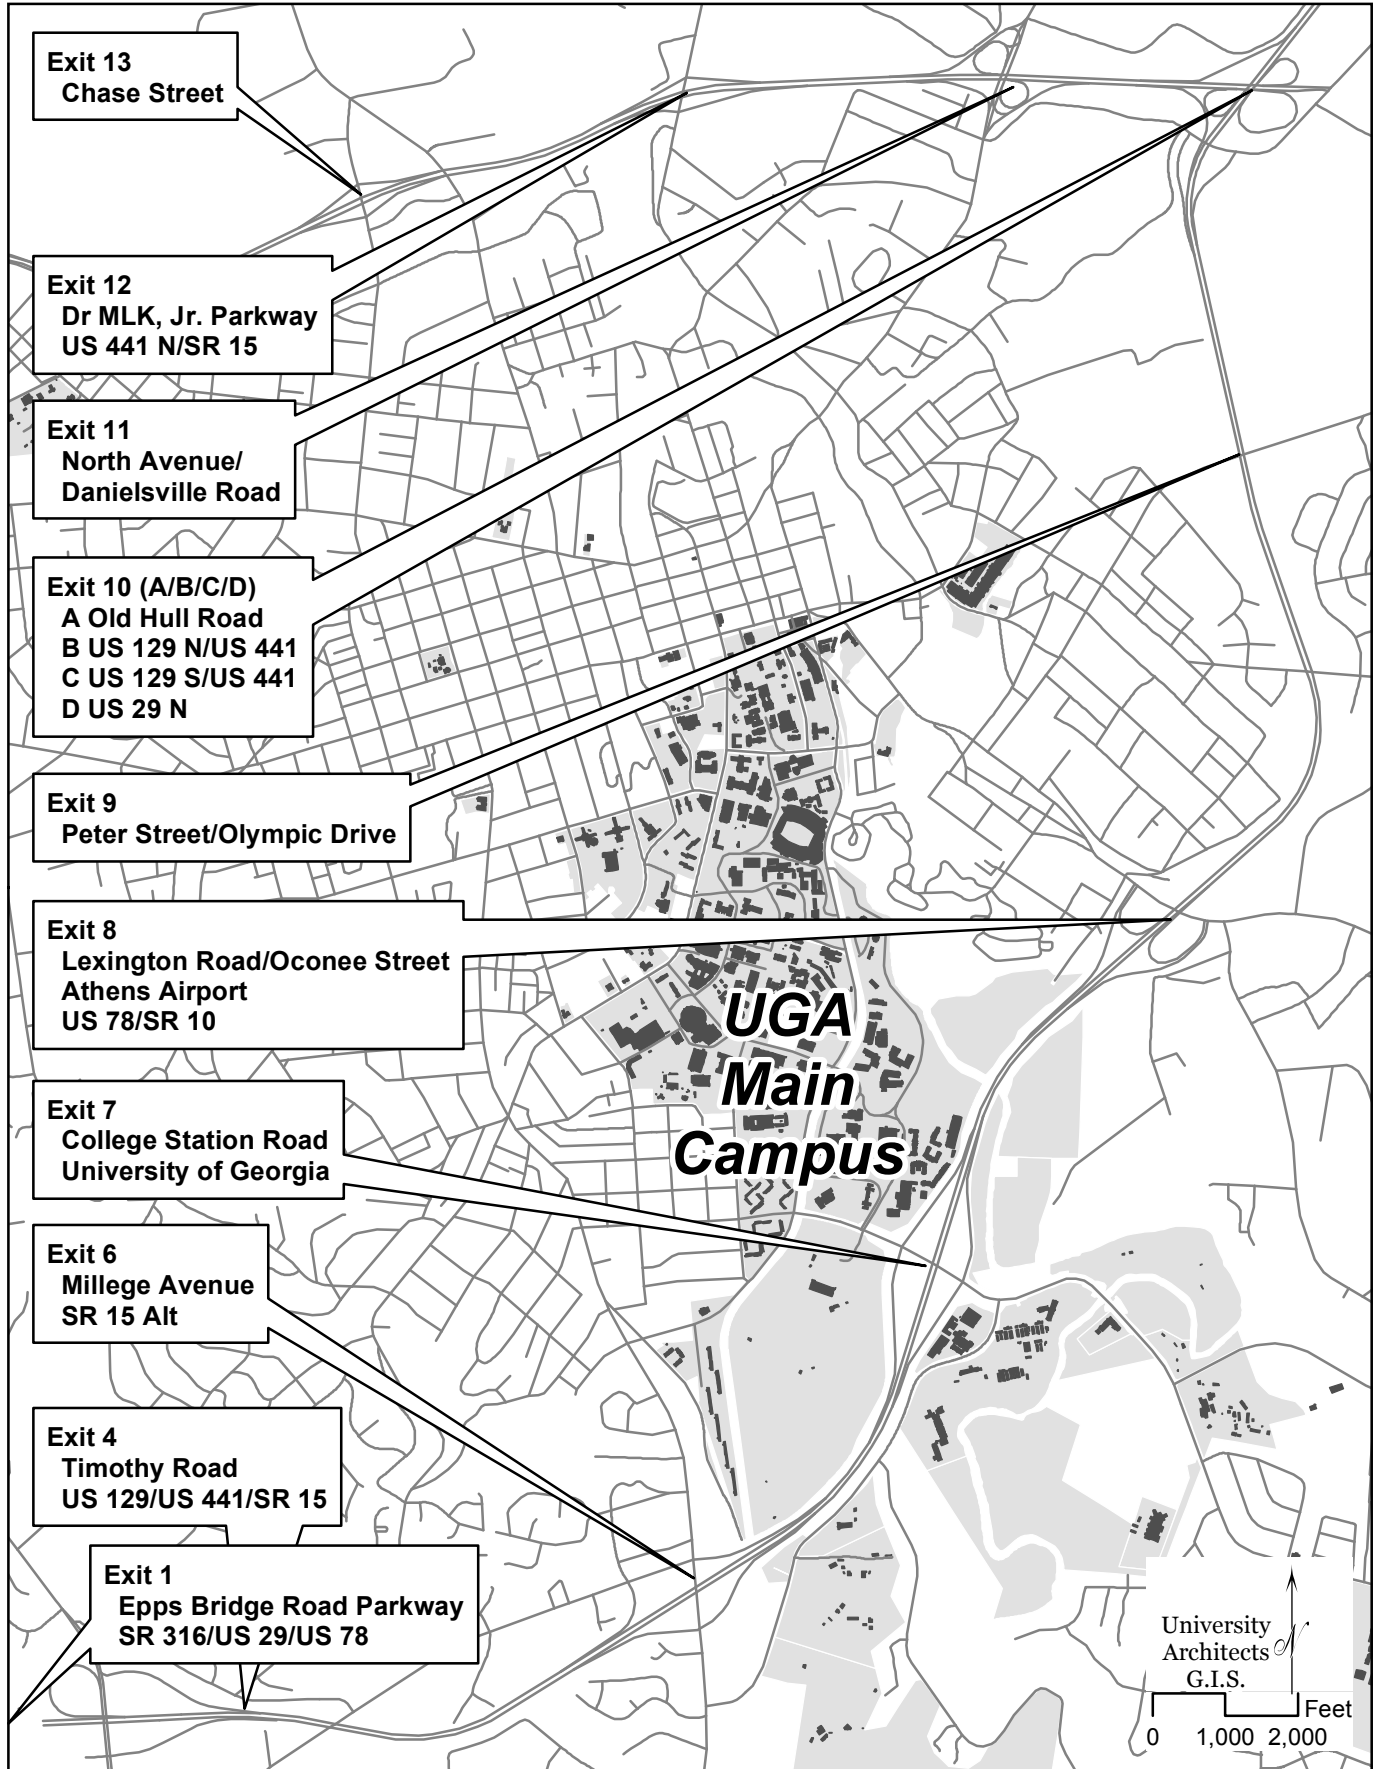 Exit 13
Chase Street
Exit 12
Dr MLK, Jr. Parkway
US 441 N/SR 15
Exit 11
North Avenue/
Danielsville Road
Exit 10 (A/B/C/D)
A Old Hull Road
B US 129 N/US 441
C US 129 S/US 441
D US 29 N
Exit 9
Peter Street/Olympic Drive
Exit 8
Lexington Road/Oconee Street
Athens Airport
US 78/SR 10
UGA
Main
Campus
Exit 7
College Station Road
University of Georgia
Exit 6
Millege Avenue
SR 15 Alt
Exit 4
Timothy Road
US 129/US 441/SR 15
Exit 1
Epps Bridge Road Parkway
SR 316/US 29/US 78
University
Architects
G.I.S.
N
Feet
0 1,000 2,000